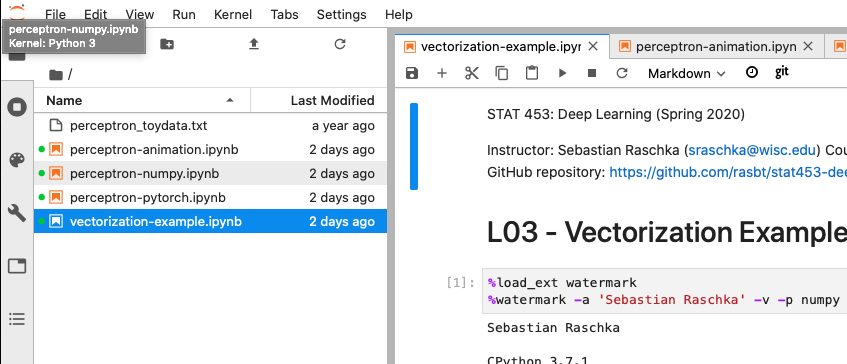 File Edit View Run Kernel Tabs Settings Help
perceptron-numpy.ipynb
Kernel: Python 3
/
Name Last Modified
perceptron_toydata.txt a year ago
perceptron-animation.ipynb 2 days ago
perceptron-numpy.ipynb 2 days ago
perceptron-pytorch.ipynb 2 days ago
vectorization-example.ipynb 2 days ago
vectorization-example.ipyn perceptron-animation.ipyn
Markdown git
STAT 453: Deep Learning (Spring 2020)
Instructor: Sebastian Raschka (sraschka@wisc.edu) Cou
GitHub repository: https://github.com/rasbt/stat453-dee
L03 - Vectorization Example
[1]: %load_ext watermark
%watermark -a 'Sebastian Raschka' -v -p numpy
Sebastian Raschka
CPython 3.7.1